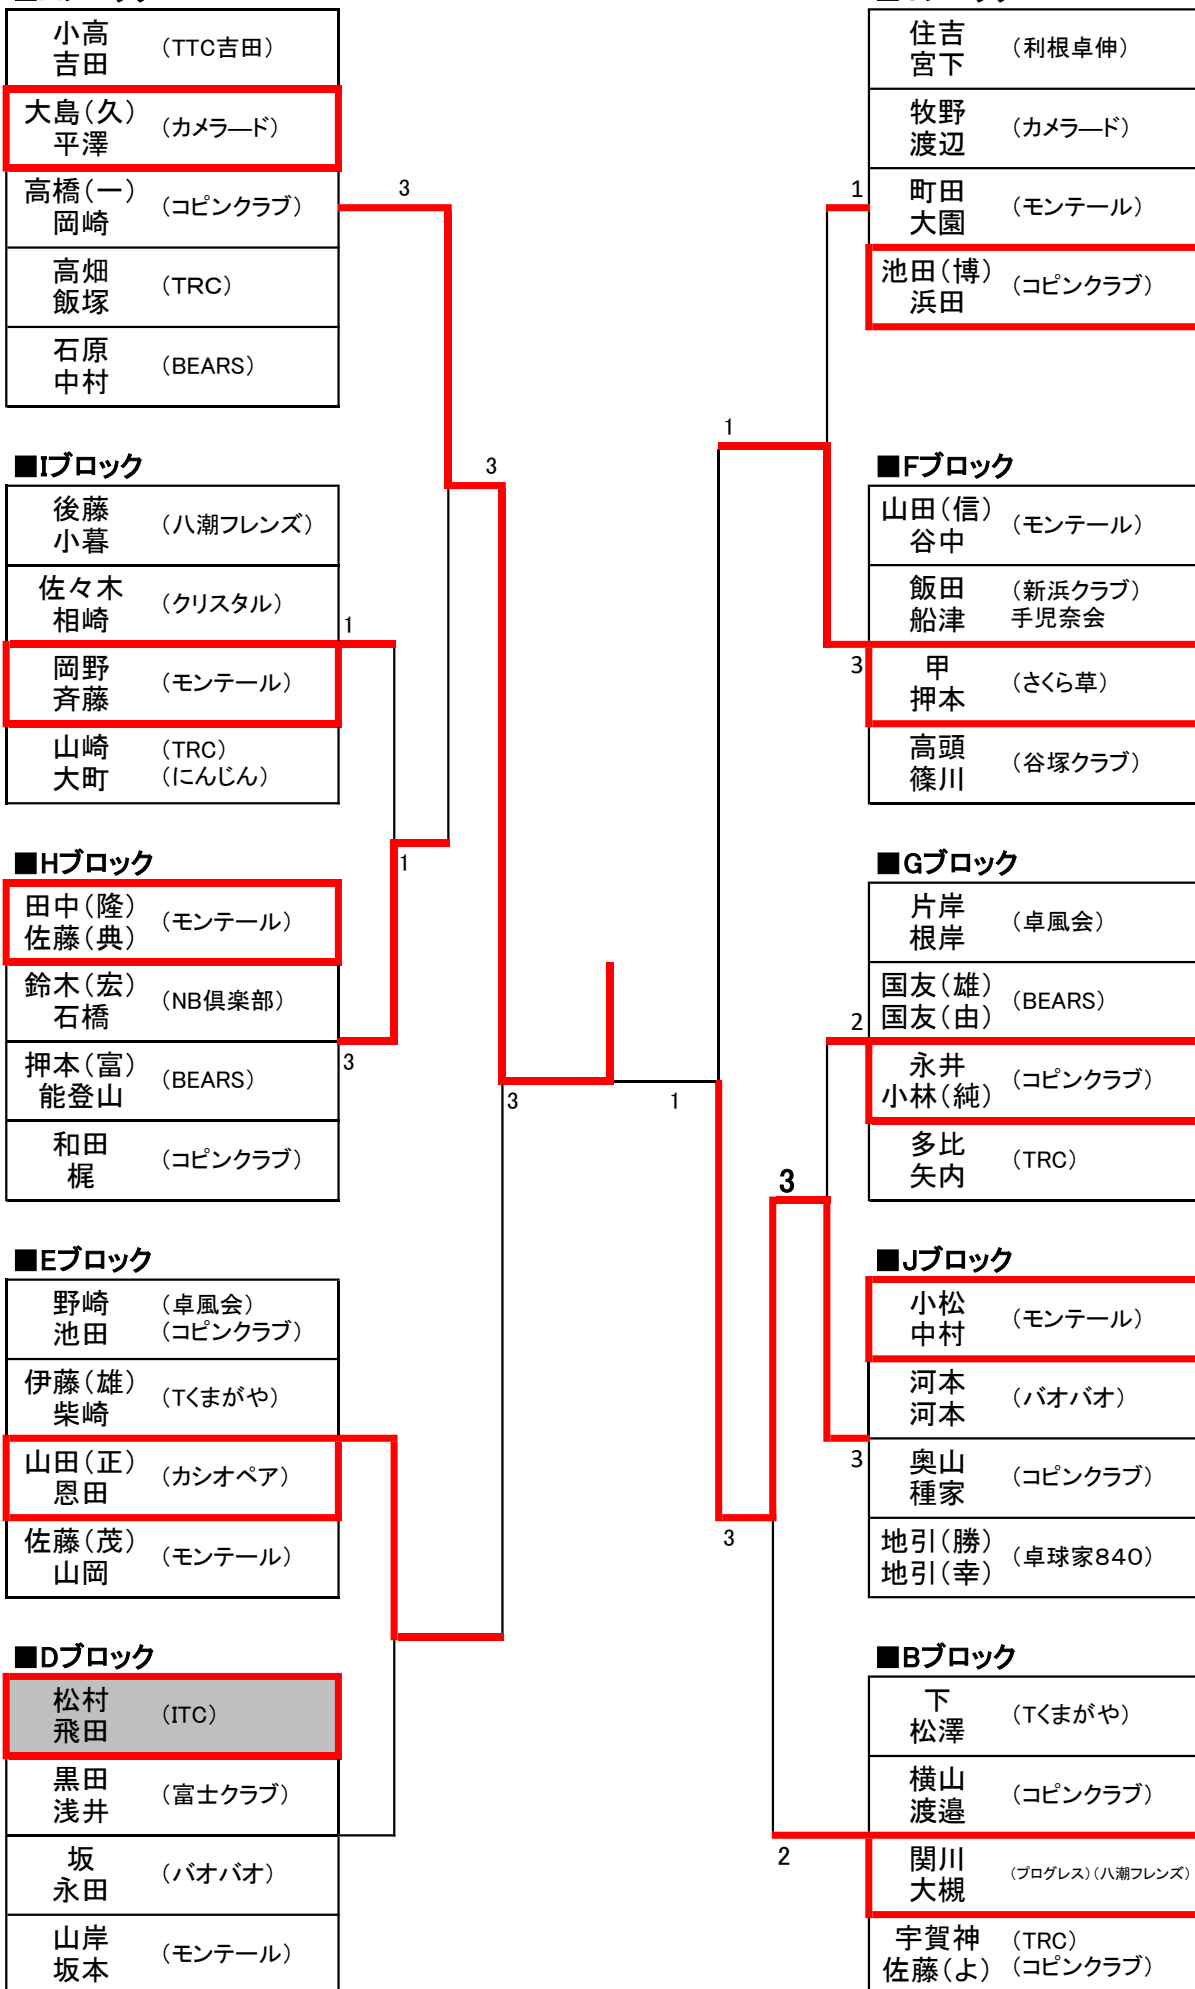 小高
吉田
（TTC吉田）
大島（久）
平澤
（カメラ―ド）
高橋（一）
岡崎
（コピンクラブ）
高畑
飯塚
（TRC）
石原
中村
（BEARS）
3
■Iブロック
後藤
小暮
（八潮フレンズ）
佐々木
相崎
（クリスタル）
岡野
斉藤
（モンテール）
山崎
大町
（TRC）
（にんじん）
1
3
■Hブロック
田中（隆）
佐藤（典）
（モンテール）
鈴木（宏）
石橋
（NB倶楽部）
押本（富）
能登山
（BEARS）
和田
梶
（コピンクラブ）
1
3
3
■Eブロック
野崎
池田
（卓風会）
（コピンクラブ）
伊藤（雄）
柴崎
（Tくまがや）
山田（正）
恩田
（カシオペア）
佐藤（茂）
山岡
（モンテール）
■Dブロック
松村
飛田
（ITC）
黒田
浅井
（富士クラブ）
坂
永田
（バオバオ）
山岸
坂本
（モンテール）
住吉
宮下
（利根卓伸）
牧野
渡辺
（カメラ―ド）
1
町田
大園
（モンテール）
池田（博）
浜田
（コピンクラブ）
1
■Fブロック
山田（信）
谷中
（モンテール）
飯田
船津
（新浜クラブ）
手児奈会
3
甲
押本
（さくら草）
高頭
篠川
（谷塚クラブ）
■Gブロック
片岸
根岸
（卓風会）
国友（雄）
国友（由）
（BEARS）
2
永井
小林（純）
（コピンクラブ）
1
多比
矢内
（TRC）
3
■Jブロック
小松
中村
（モンテール）
河本
河本
（バオバオ）
3
奥山
種家
（コピンクラブ）
3
地引（勝）
地引（幸）
（卓球家840）
■Bブロック
下
松澤
（Tくまがや）
横山
渡邉
（コピンクラブ）
2
関川
大槻
（プログレス）（八潮フレンズ）
宇賀神
佐藤（よ）
（TRC）
（コピンクラブ）